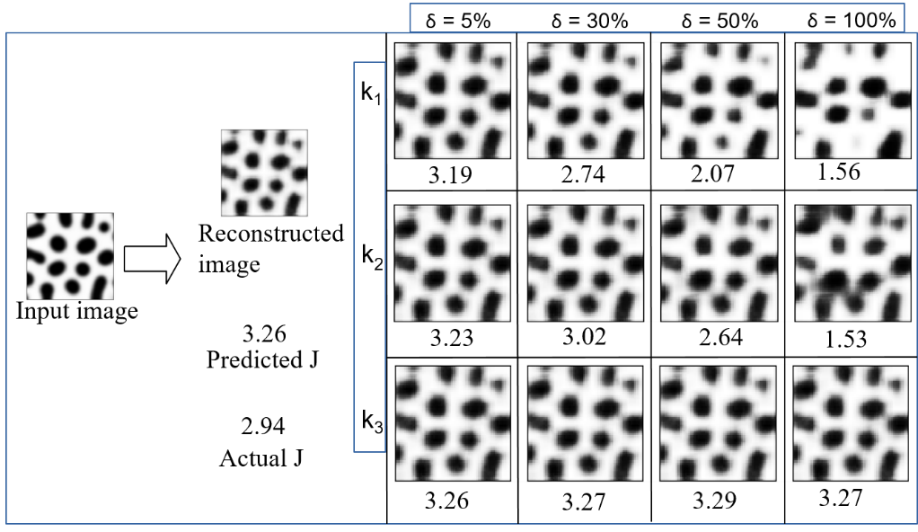 δ = 5% δ = 30% δ = 50% δ = 100%
k1
3.19 2.74 2.07 1.56
Reconstructed
image
k2
Input image
3.23 3.02 2.64 1.53
3.26
Predicted J
2.94
Actual J
k3
3.26 3.27 3.29 3.27